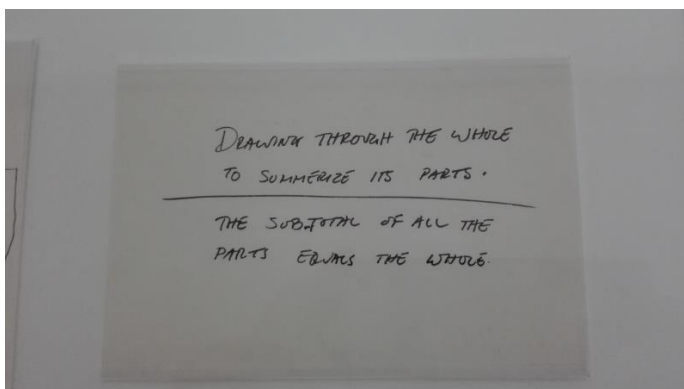 DRAWING THROUGH THE WHOLE
TO SUMMERIZE ITS PARTS.
THE SUBTOTAL OF ALL THE
PARTS EQUALS THE WHOLE.